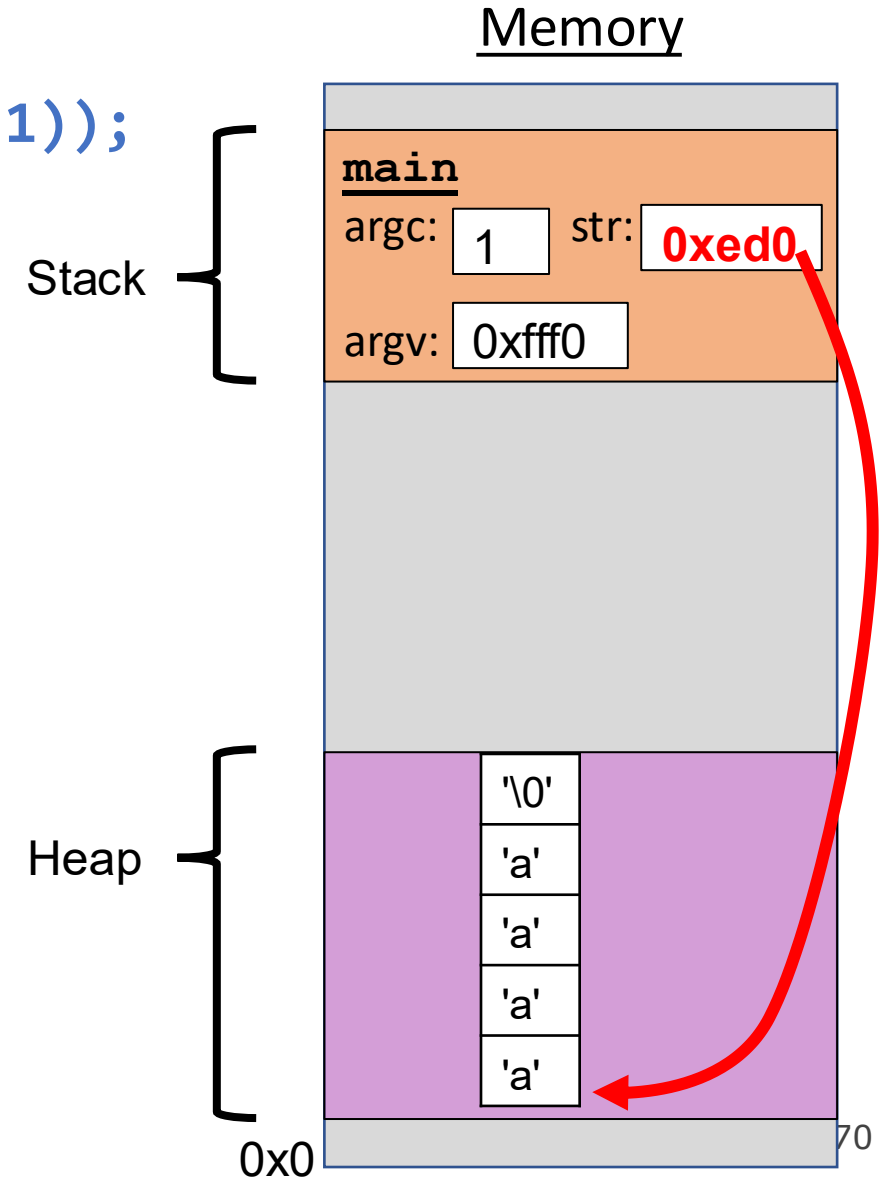 Memory
1));
main
argc: 1 str: 0xed0
Stack
argv: 0xfff0
'\0'
'a'
Heap
'a'
'a'
'a'
70
0x0